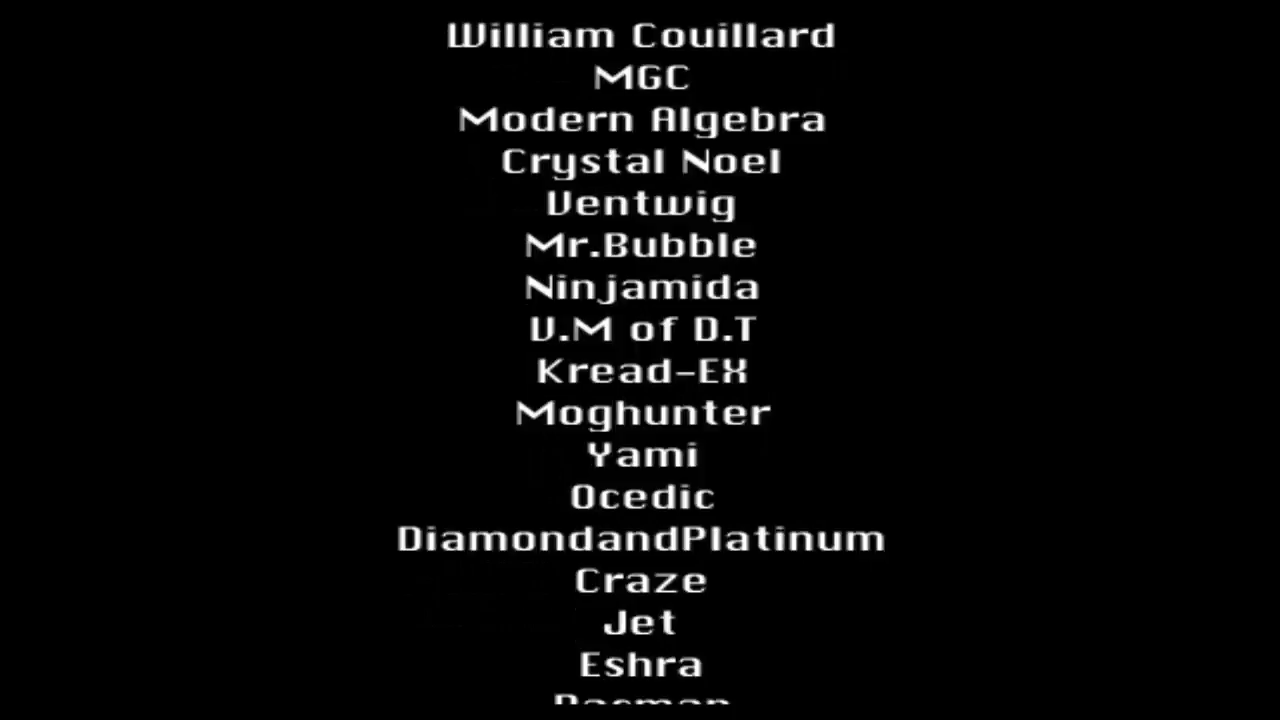 William Couillard
MGC
Modern Algebra
Crystal Noel
Ventwig
Mr.Bubble
Ninjamida
V.M of D.T
Kread-EX
Moghunter
Yami
Ocedic
DiamondandPlatinum
Craze
Jet
Eshra